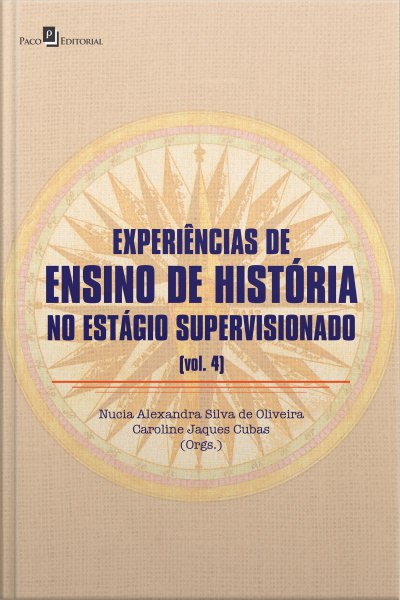 PACO EDITORIAL
EXPERIÊNCIAS DE
ENSINO DE HISTÓRIA
NO ESTÁGIO SUPERVISIONADO
(vol. 4)
Nucia Alexandra Silva de Oliveira
Caroline Jaques Cubas
(Orgs.)